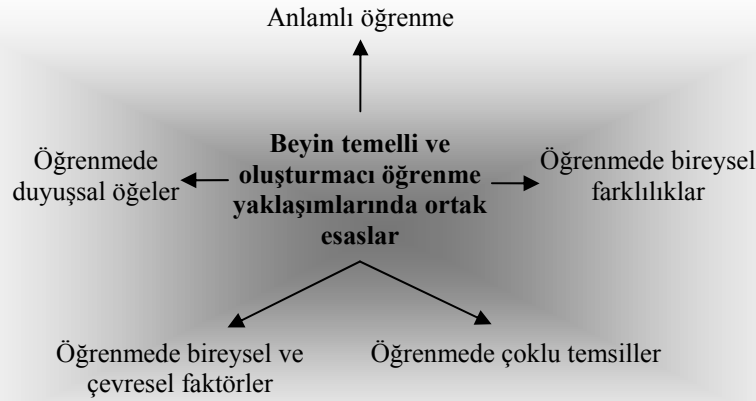 Anlamlı öğrenme
Beyin temelli ve
oluşturmacı öğrenme
yaklaşımlarında ortak
esaslar
Öğrenmede
duyuşsal öğeler
Öğrenmede bireysel
farklılıklar
Öğrenmede bireysel ve
çevresel faktörler
Öğrenmede çoklu temsiller